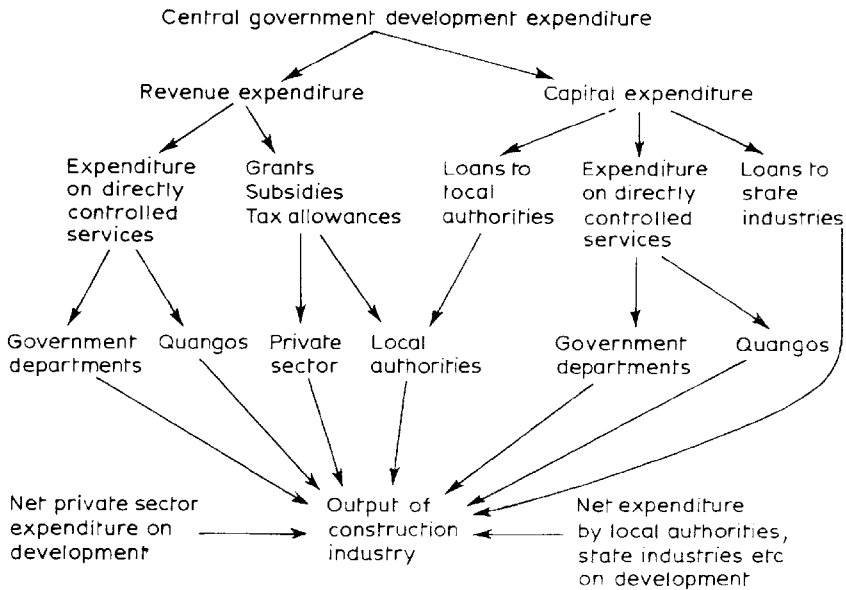 Central government development expenditure
Revenue expenditure
Capital expenditure
Expenditure
on directly
controlled
services
Grants
Subsidies
Tax allowances
Loans to
local
authorities
Expenditure
on directly
controlled
services
Loans to
state
industries
Government
departments
Quangos
Private
sector
Local
authorities
Government
departments
Quangos
Net private sector
expenditure on
development
Output of
construction
industry
Net expenditure
by local authorities,
state industries etc
on development